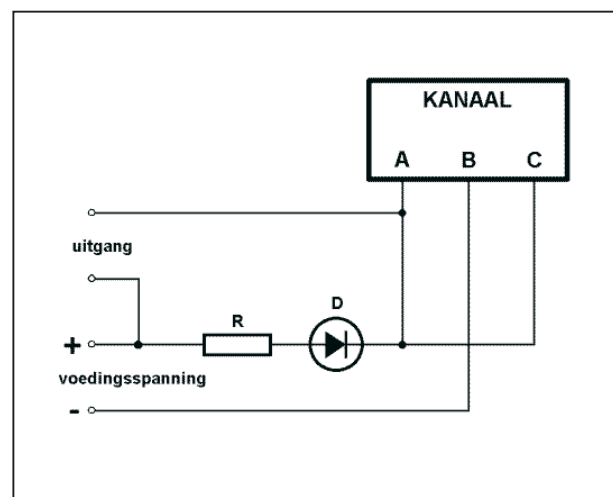 KANAAL
A B C
uitgang
D
R
+
voedingsspanning
-